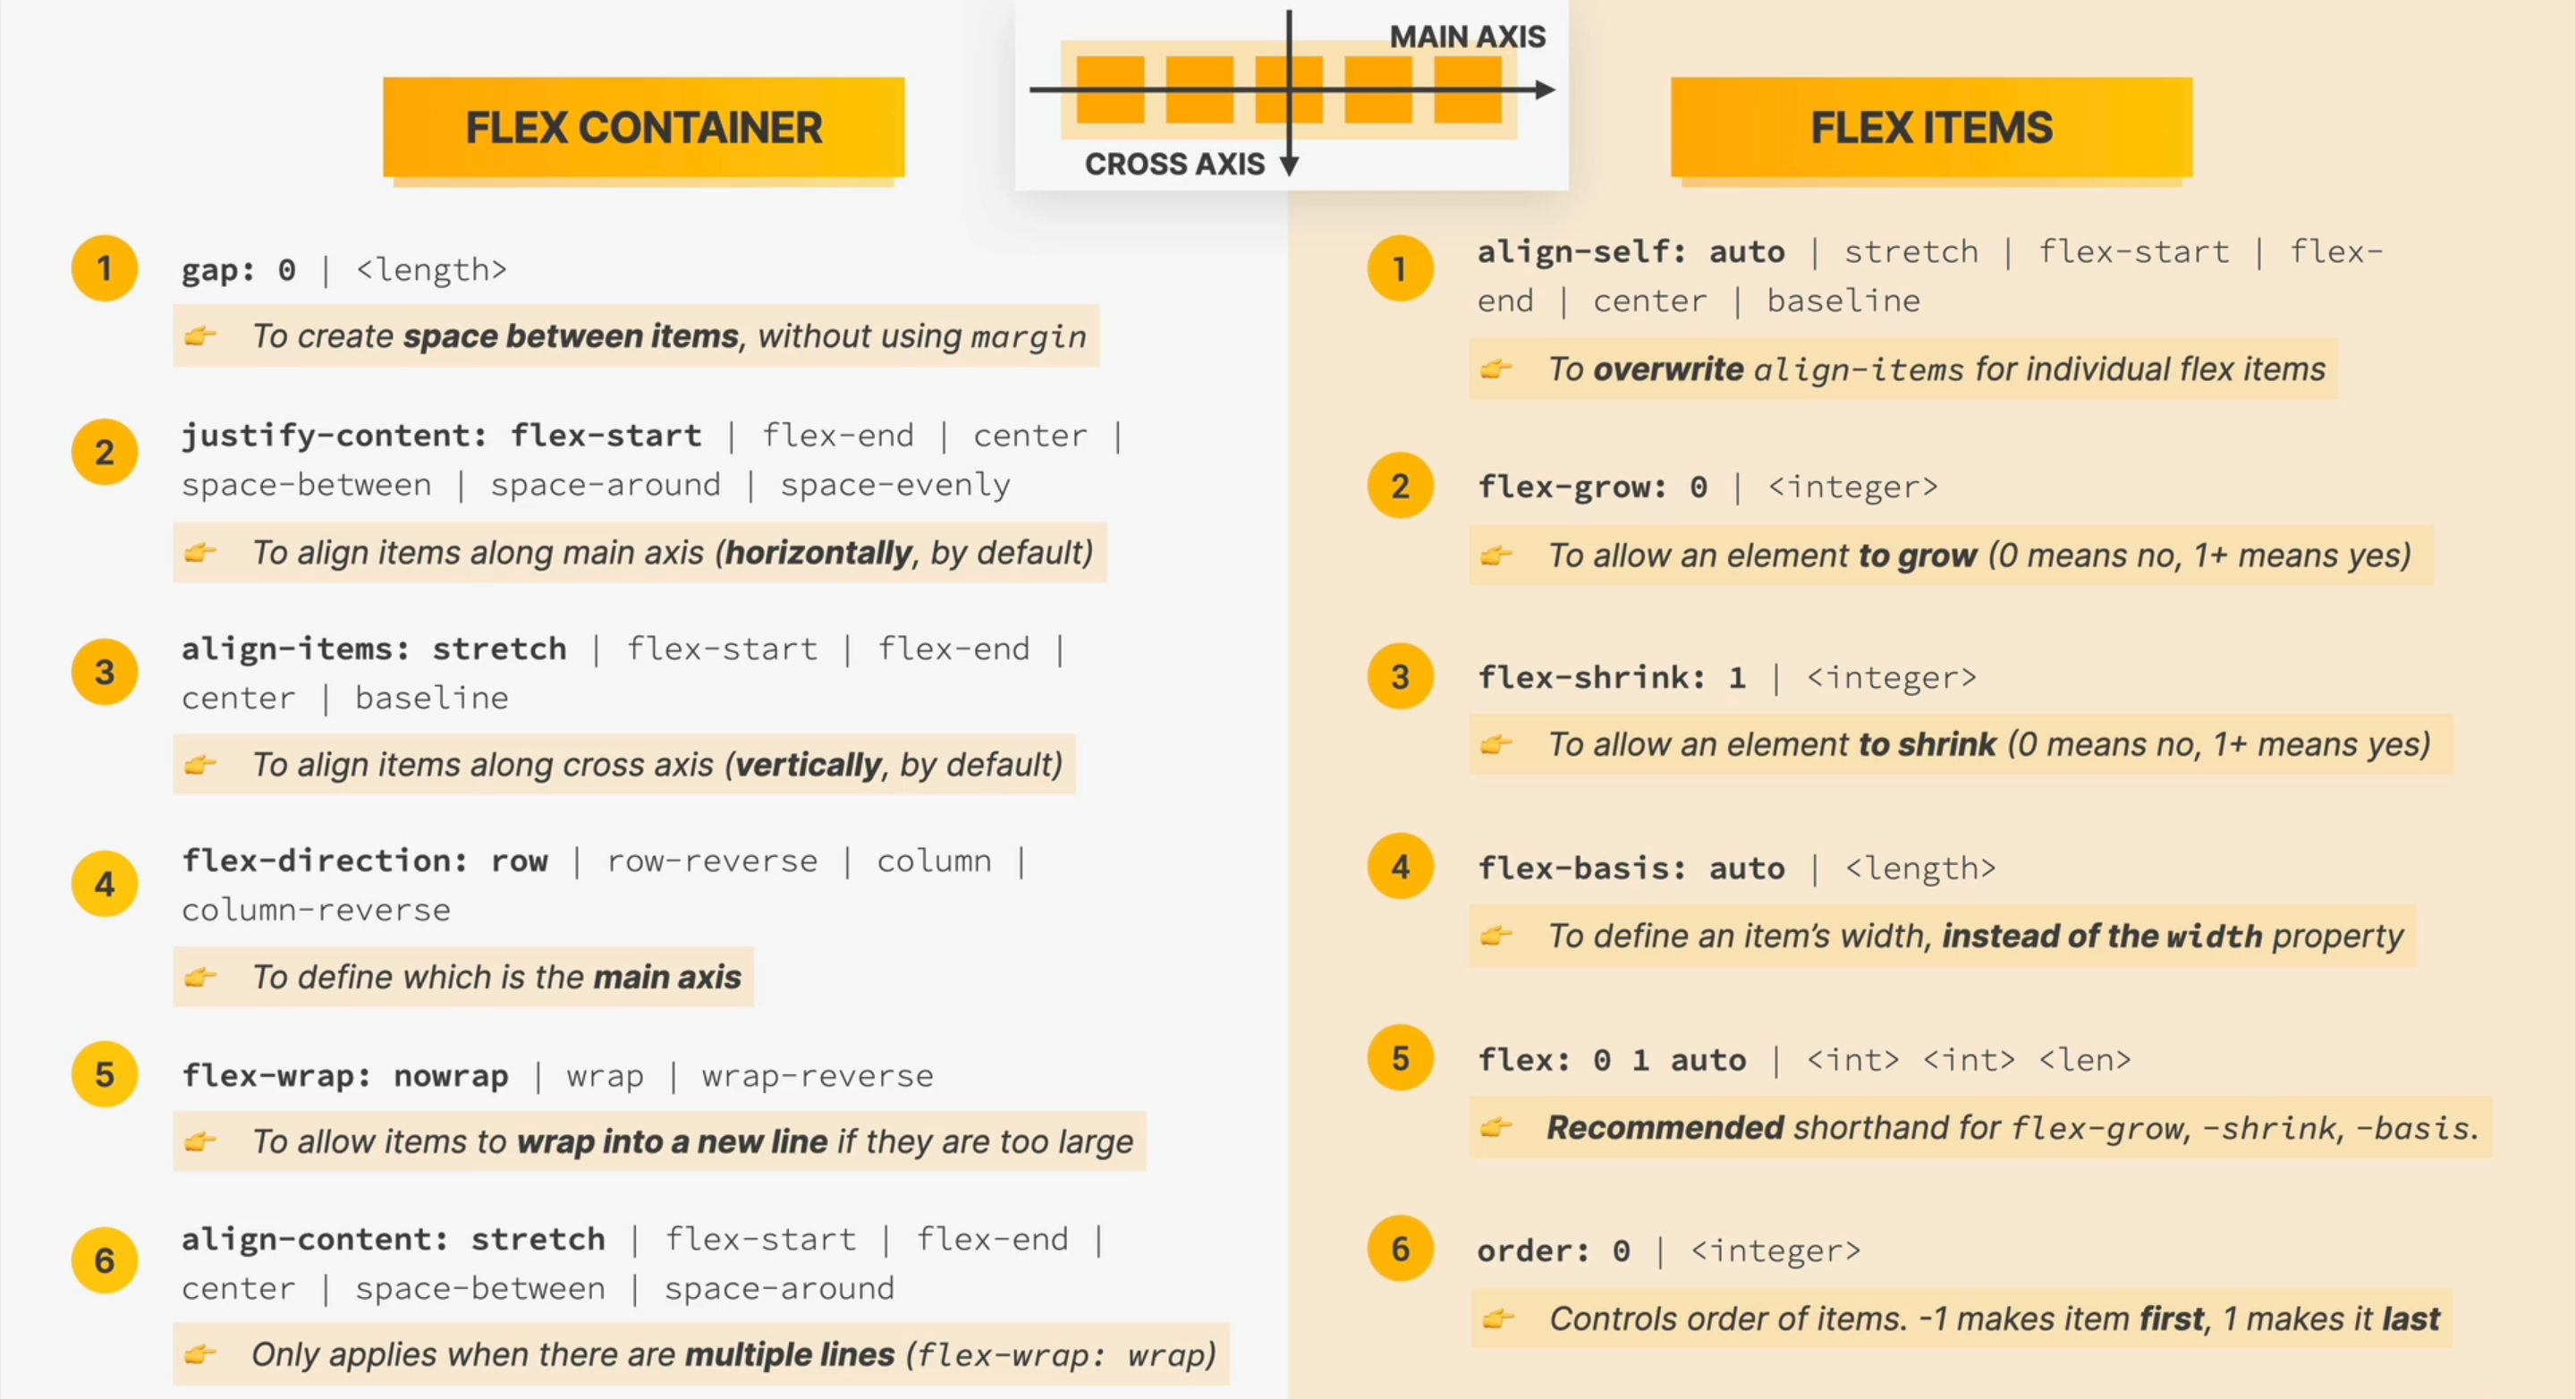 MAIN AXIS
CROSS AXIS
FLEX CONTAINER
1
gap: 0 | <length>
👉 To create space between items, without using margin
2
justify-content: flex-start | flex-end | center |
space-between | space-around | space-evenly
👉 To align items along main axis (horizontally, by default)
3
align-items: stretch | flex-start | flex-end |
center | baseline
👉 To align items along cross axis (vertically, by default)
4
flex-direction: row | row-reverse | column |
column-reverse
👉 To define which is the main axis
5
flex-wrap: nowrap | wrap | wrap-reverse
👉 To allow items to wrap into a new line if they are too large
6
align-content: stretch | flex-start | flex-end |
center | space-between | space-around
👉 Only applies when there are multiple lines (flex-wrap: wrap)
FLEX ITEMS
1
align-self: auto | stretch | flex-start | flex-
end | center | baseline
👉 To overwrite align-items for individual flex items
2
flex-grow: 0 | <integer>
👉 To allow an element to grow (0 means no, 1+ means yes)
3
flex-shrink: 1 | <integer>
👉 To allow an element to shrink (0 means no, 1+ means yes)
4
flex-basis: auto | <length>
👉 To define an item’s width, instead of the width property
5
flex: 0 1 auto | <int> <int> <len>
👉 Recommended shorthand for flex-grow, -shrink, -basis.
6
order: 0 | <integer>
👉 Controls order of items. -1 makes item first, 1 makes it last